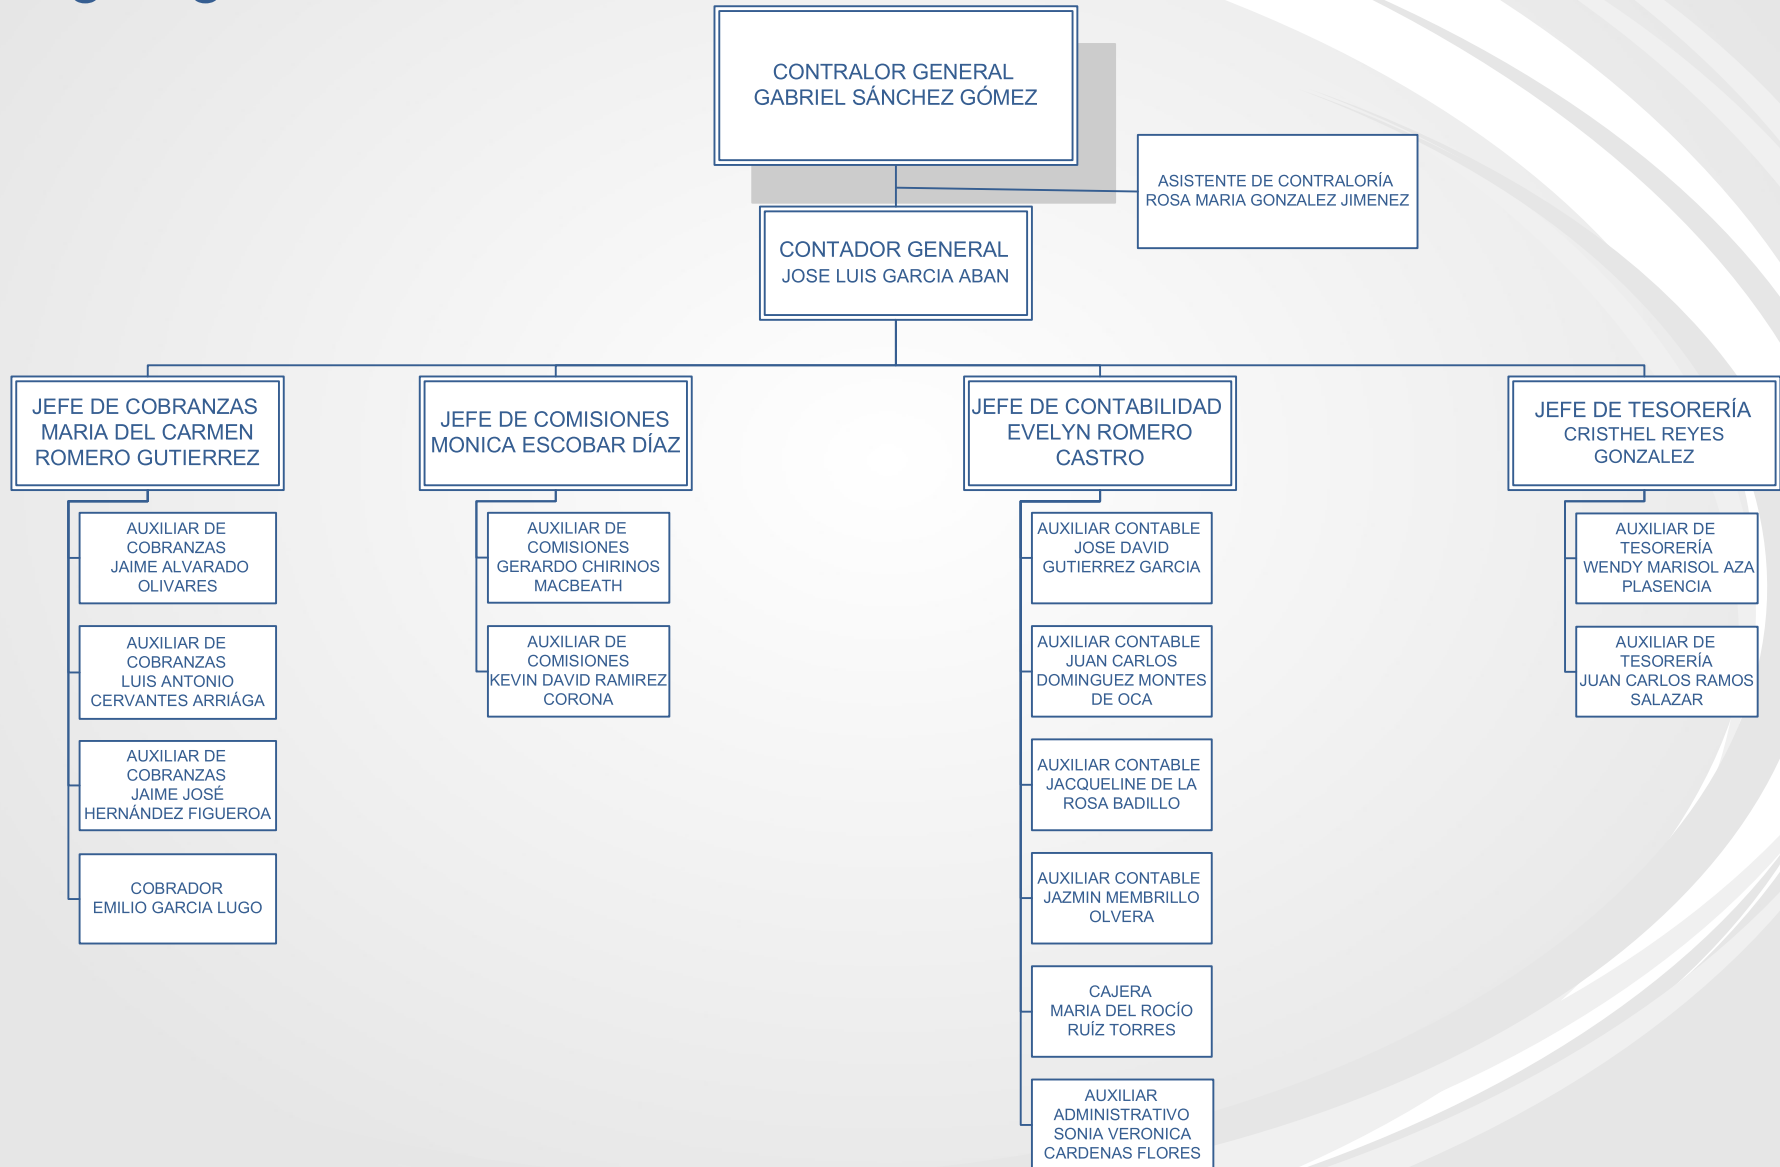 CONTRALOR GENERAL
GABRIEL SÁNCHEZ GÓMEZ
ASISTENTE DE CONTRALORÍA
ROSA MARIA GONZALEZ JIMENEZ
CONTADOR GENERAL
JOSE LUIS GARCIA ABAN
JEFE DE COBRANZAS
MARIA DEL CARMEN
ROMERO GUTIERREZ
JEFE DE COMISIONES
MONICA ESCOBAR DÍAZ
JEFE DE CONTABILIDAD
EVELYN ROMERO
CASTRO
JEFE DE TESORERÍA
CRISTHEL REYES
GONZALEZ
AUXILIAR DE
COBRANZAS
JAIME ALVARADO
OLIVARES
AUXILIAR DE
COBRANZAS
LUIS ANTONIO
CERVANTES ARRIÁGA
AUXILIAR DE
COBRANZAS
JAIME JOSÉ
HERNÁNDEZ FIGUEROA
COBRADOR
EMILIO GARCIA LUGO
AUXILIAR DE
COMISIONES
GERARDO CHIRINOS
MACBEATH
AUXILIAR DE
COMISIONES
KEVIN DAVID RAMIREZ
CORONA
AUXILIAR CONTABLE
JOSE DAVID
GUTIERREZ GARCIA
AUXILIAR CONTABLE
JUAN CARLOS
DOMINGUEZ MONTES
DE OCA
AUXILIAR CONTABLE
JACQUELINE DE LA
ROSA BADILLO
AUXILIAR CONTABLE
JAZMIN MEMBRILLO
OLVERA
CAJERA
MARIA DEL ROCÍO
RUÍZ TORRES
AUXILIAR
ADMINISTRATIVO
SONIA VERONICA
CARDENAS FLORES
AUXILIAR DE
TESORERÍA
WENDY MARISOL AZA
PLASENCIA
AUXILIAR DE
TESORERÍA
JUAN CARLOS RAMOS
SALAZAR